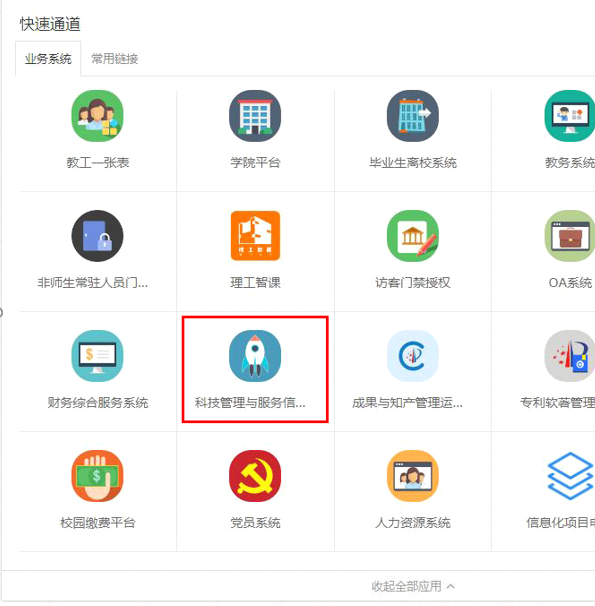 快速通道
业务系统
常用链接
教工一张表
学院平台
毕业生离校系统
教务系统
非师生常驻人员门...
理工智课
访客门禁授权
OA系统
财务综合服务系统
科技管理与服务信...
成果与知产管理运...
专利软著管理
校园缴费平台
党员系统
人力资源系统
信息化项目
收起全部应用